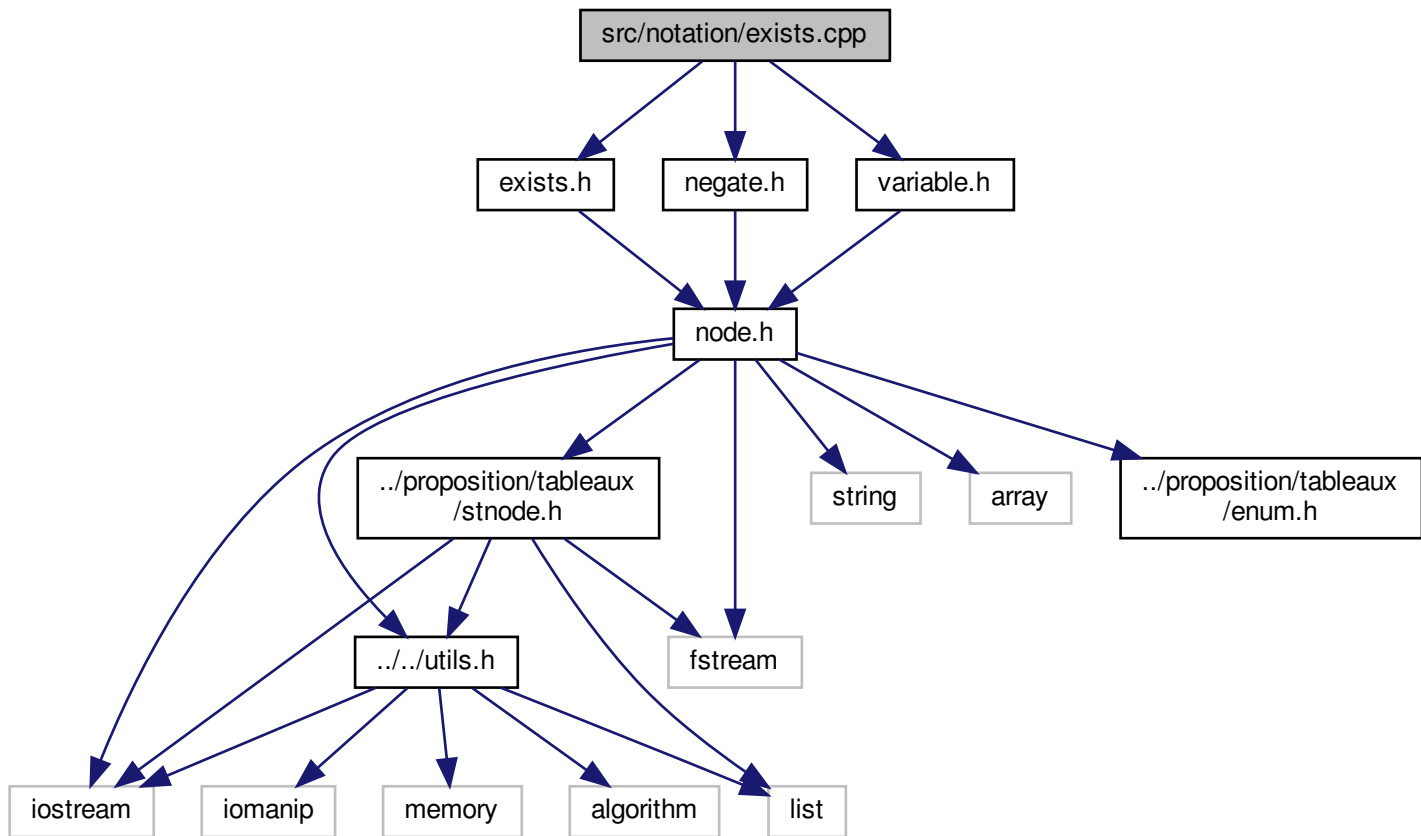 src/notation/exists.cpp
exists.h
negate.h
variable.h
node.h
../proposition/tableaux
/stnode.h
string
array
../proposition/tableaux
/enum.h
../../utils.h
fstream
iostream
iomanip
memory
algorithm
list